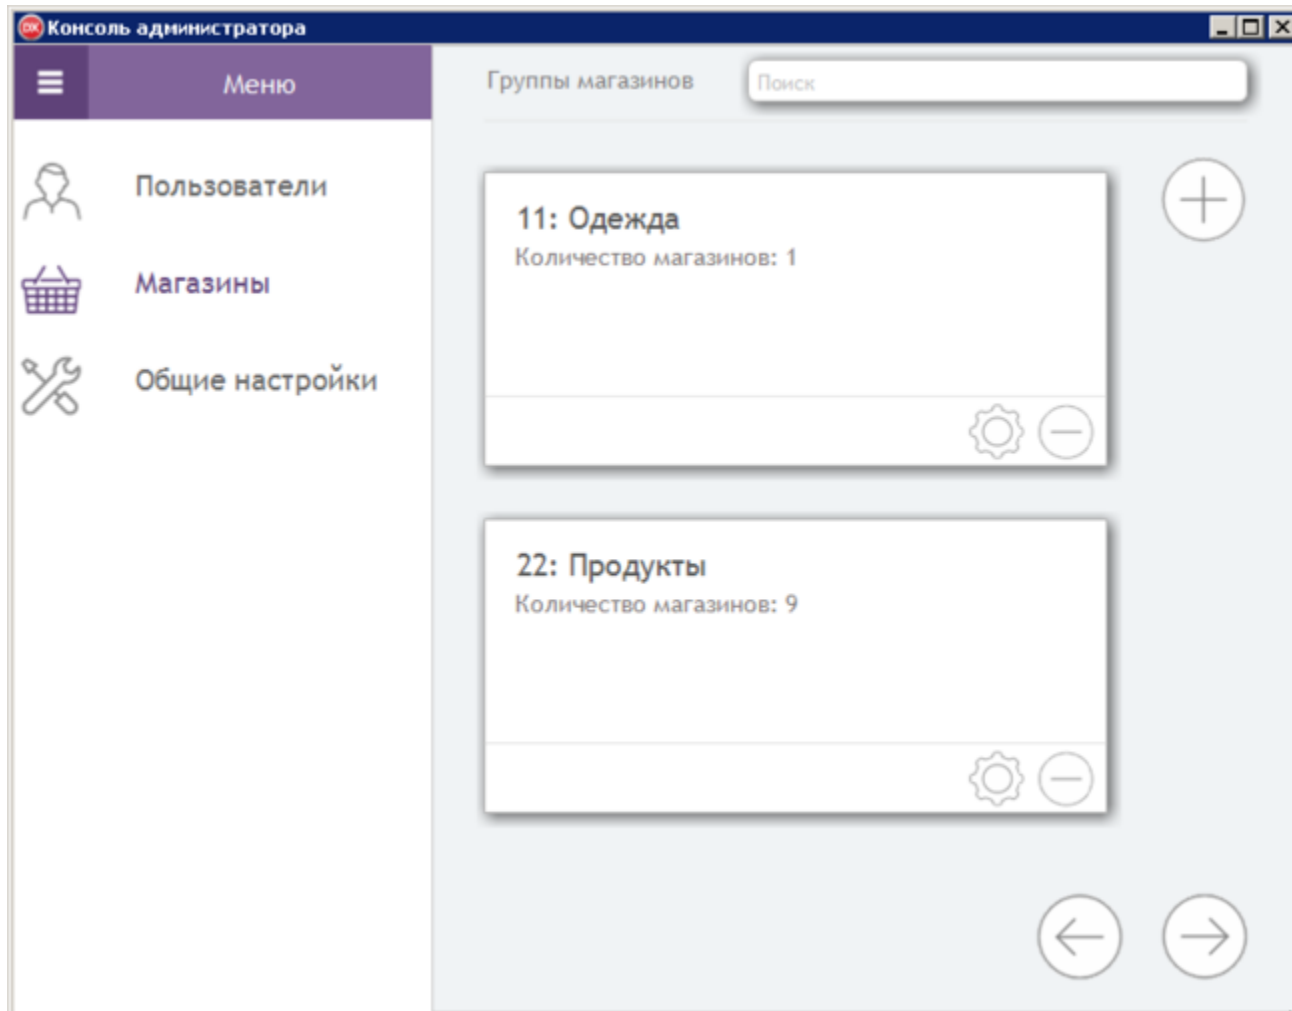 DX Консоль администратора
Меню
Пользователи
Магазины
Общие настройки
Группы магазинов
Поиск
11: Одежда
Количество магазинов: 1
22: Продукты
Количество магазинов: 9